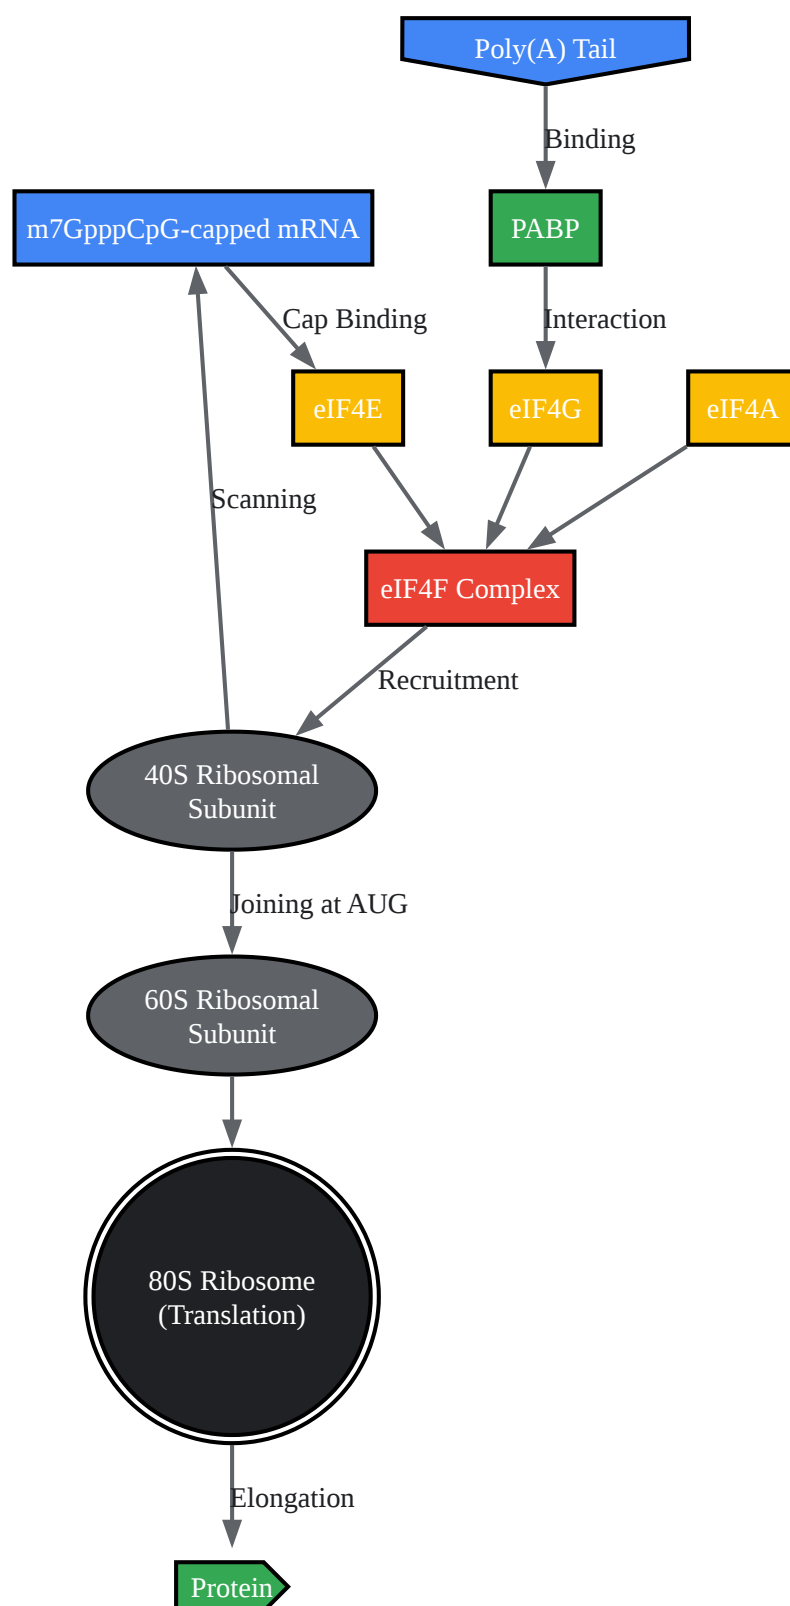 Poly(A) Tail
Binding
m7GpppCpG-capped mRNA
PABP
Cap Binding
Interaction
eIF4E
eIF4G
eIF4A
Scanning
eIF4F Complex
Recruitment
40S Ribosomal
Subunit
Joining at AUG
60S Ribosomal
Subunit
80S Ribosome
(Translation)
Elongation
Protein